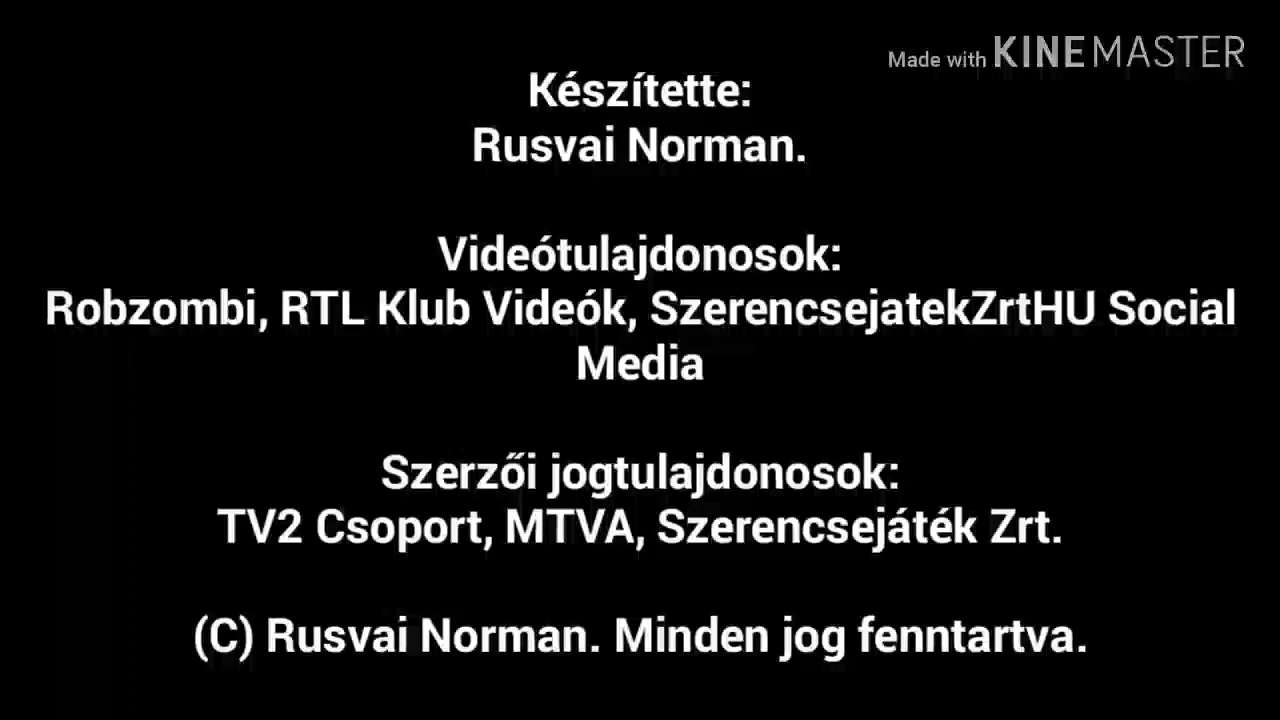 Made with KINEMASTER
Készítette:
Rusvai Norman.
Videótulajdonosok:
Robzombi, RTL Klub Videók, SzerencsejatekZrtHU Social
Media
Szerzői jogtulajdonosok:
TV2 Csoport, MTVA, Szerencsejáték Zrt.
(C) Rusvai Norman. Minden jog fenntartva.